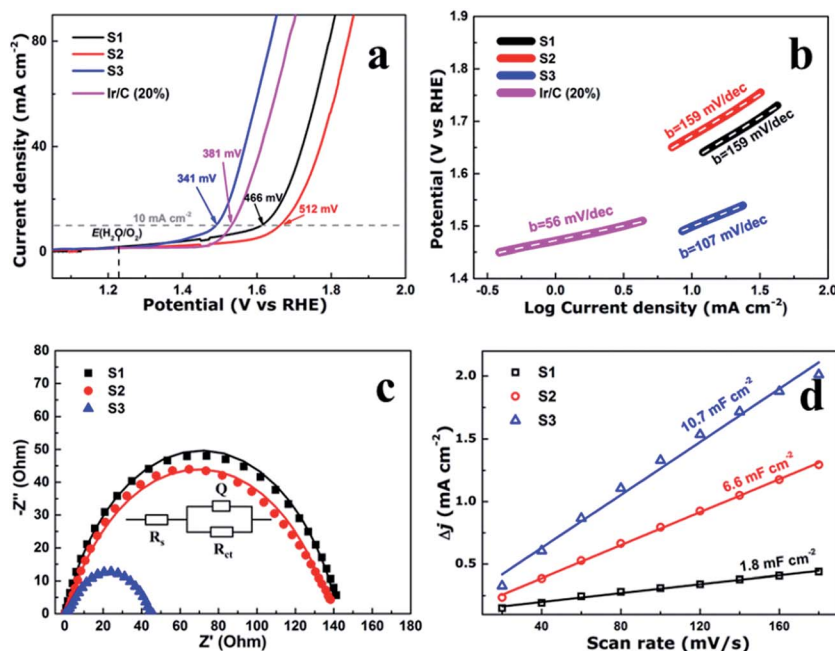 a
S1
S2
S3
Ir/C (20%)
381 mV
341 mV
466 mV
512 mV
10 mA cm⁻²
E(H₂O/O₂)
Current density (mA cm⁻²)
80
40
0
1.2 1.4 1.6 1.8 2.0
Potential (V vs RHE)
b
S1
S2
S3
Ir/C (20%)
b=159 mV/dec
b=159 mV/dec
b=56 mV/dec
b=107 mV/dec
Potential (V vs RHE)
1.9
1.8
1.7
1.6
1.5
1.4
-0.5 0.0 0.5 1.0 1.5 2.0
Log Current density (mA cm⁻²)
c
S1
S2
S3
Q
Rs
Rct
-Z'' (Ohm)
80
70
60
50
40
30
20
10
0
0 20 40 60 80 100 120 140 160
Z' (Ohm)
d
S1
S2
S3
10.7 mF cm⁻²
6.6 mF cm⁻²
1.8 mF cm⁻²
Δj (mA cm⁻²)
2.0
1.5
1.0
0.5
40 80 120 160
Scan rate (mV/s)